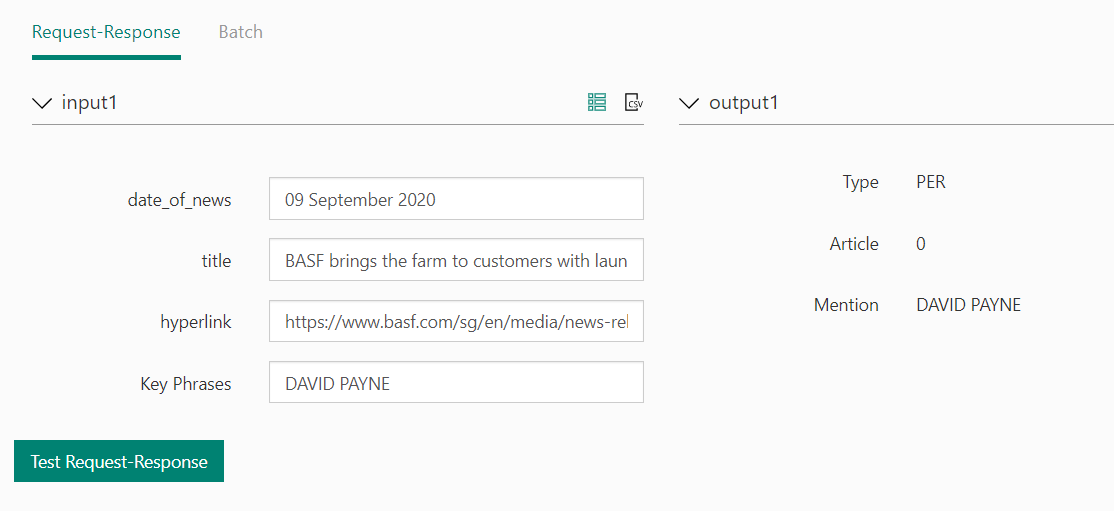 Request-Response Batch
input1
CSV
date_of_news 09 September 2020
title BASF brings the farm to customers with laun
hyperlink https://www.basf.com/sg/en/media/news-rel
Key Phrases DAVID PAYNE
Test Request-Response
output1
Type PER
Article 0
Mention DAVID PAYNE